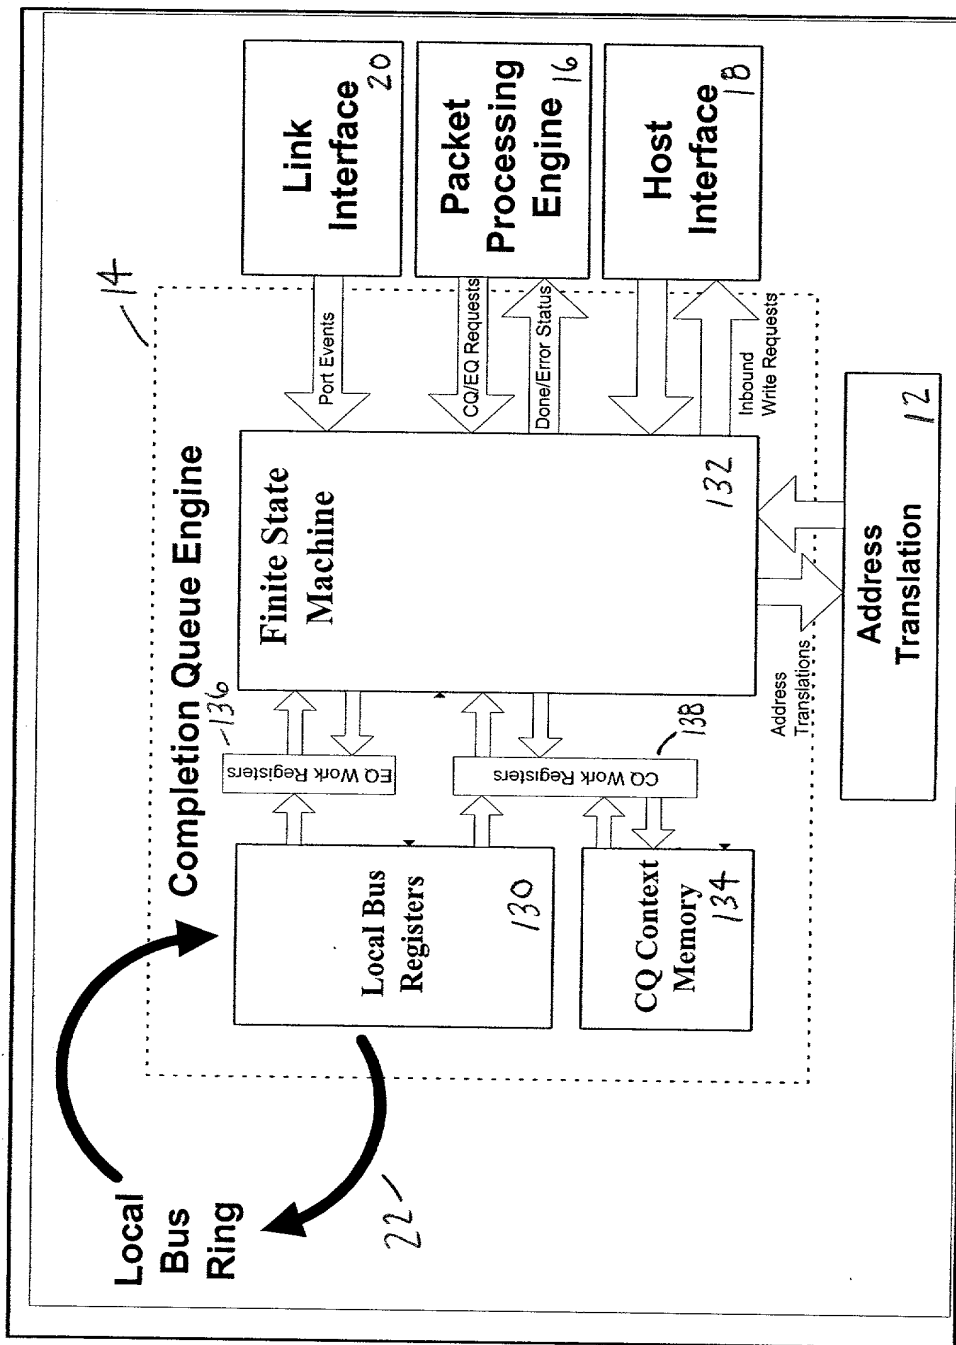 Local
Bus
Ring
22
Completion Queue Engine
14
Local Bus
Registers
130
CQ Context
Memory
134
EQ Work Registers
136
CQ Work Registers
138
Finite State
Machine
132
Port Events
CQ/EQ Requests
Done/Error Status
Inbound
Write Requests
Address
Translations
Link
Interface
20
Packet
Processing
Engine
16
Host
Interface
18
Address
Translation
12